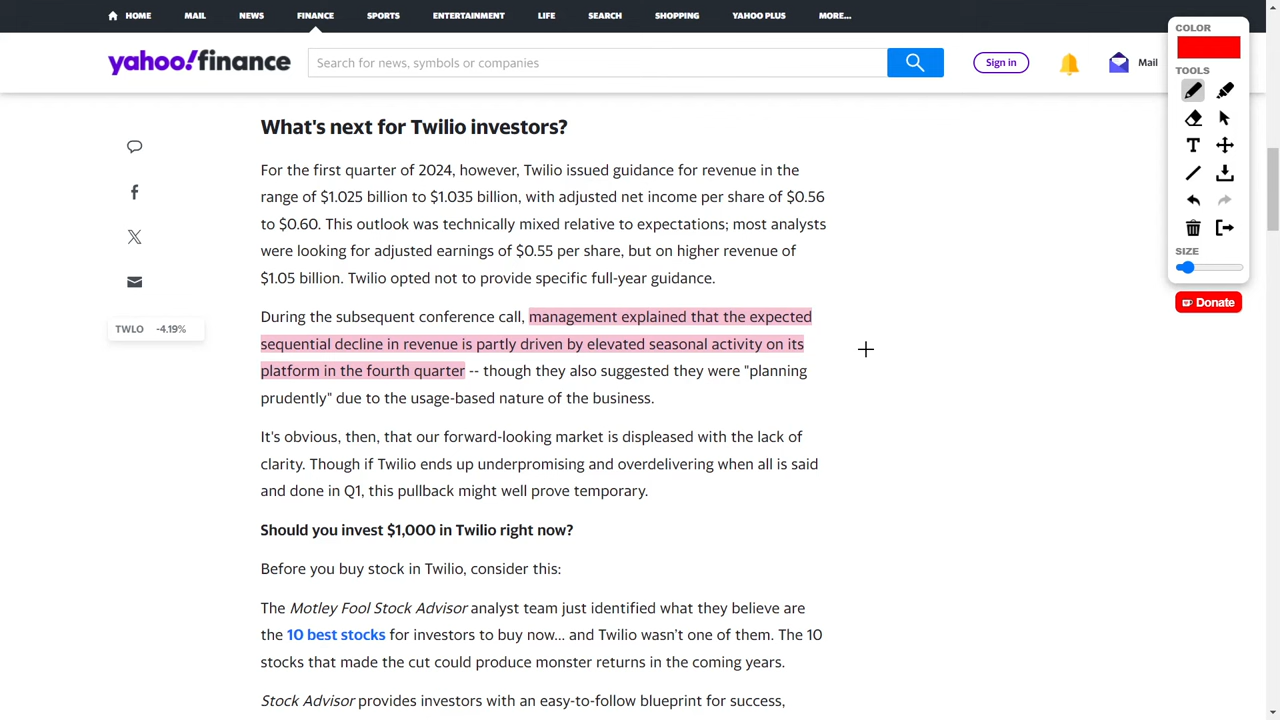 HOME MAIL NEWS FINANCE SPORTS ENTERTAINMENT LIFE SEARCH SHOPPING YAHOO PLUS MORE...
yahoo!finance
Search for news, symbols or companies
Sign in
Mail
COLOR
TOOLS
T
SIZE
Donate
What's next for Twilio investors?
For the first quarter of 2024, however, Twilio issued guidance for revenue in the
range of $1.025 billion to $1.035 billion, with adjusted net income per share of $0.56
to $0.60. This outlook was technically mixed relative to expectations; most analysts
were looking for adjusted earnings of $0.55 per share, but on higher revenue of
$1.05 billion. Twilio opted not to provide specific full-year guidance.
TWLO -4.19%
During the subsequent conference call, management explained that the expected
sequential decline in revenue is partly driven by elevated seasonal activity on its
platform in the fourth quarter -- though they also suggested they were "planning
prudently" due to the usage-based nature of the business.
It's obvious, then, that our forward-looking market is displeased with the lack of
clarity. Though if Twilio ends up underpromising and overdelivering when all is said
and done in Q1, this pullback might well prove temporary.
Should you invest $1,000 in Twilio right now?
Before you buy stock in Twilio, consider this:
The Motley Fool Stock Advisor analyst team just identified what they believe are
the 10 best stocks for investors to buy now… and Twilio wasn't one of them. The 10
stocks that made the cut could produce monster returns in the coming years.
Stock Advisor provides investors with an easy-to-follow blueprint for success,